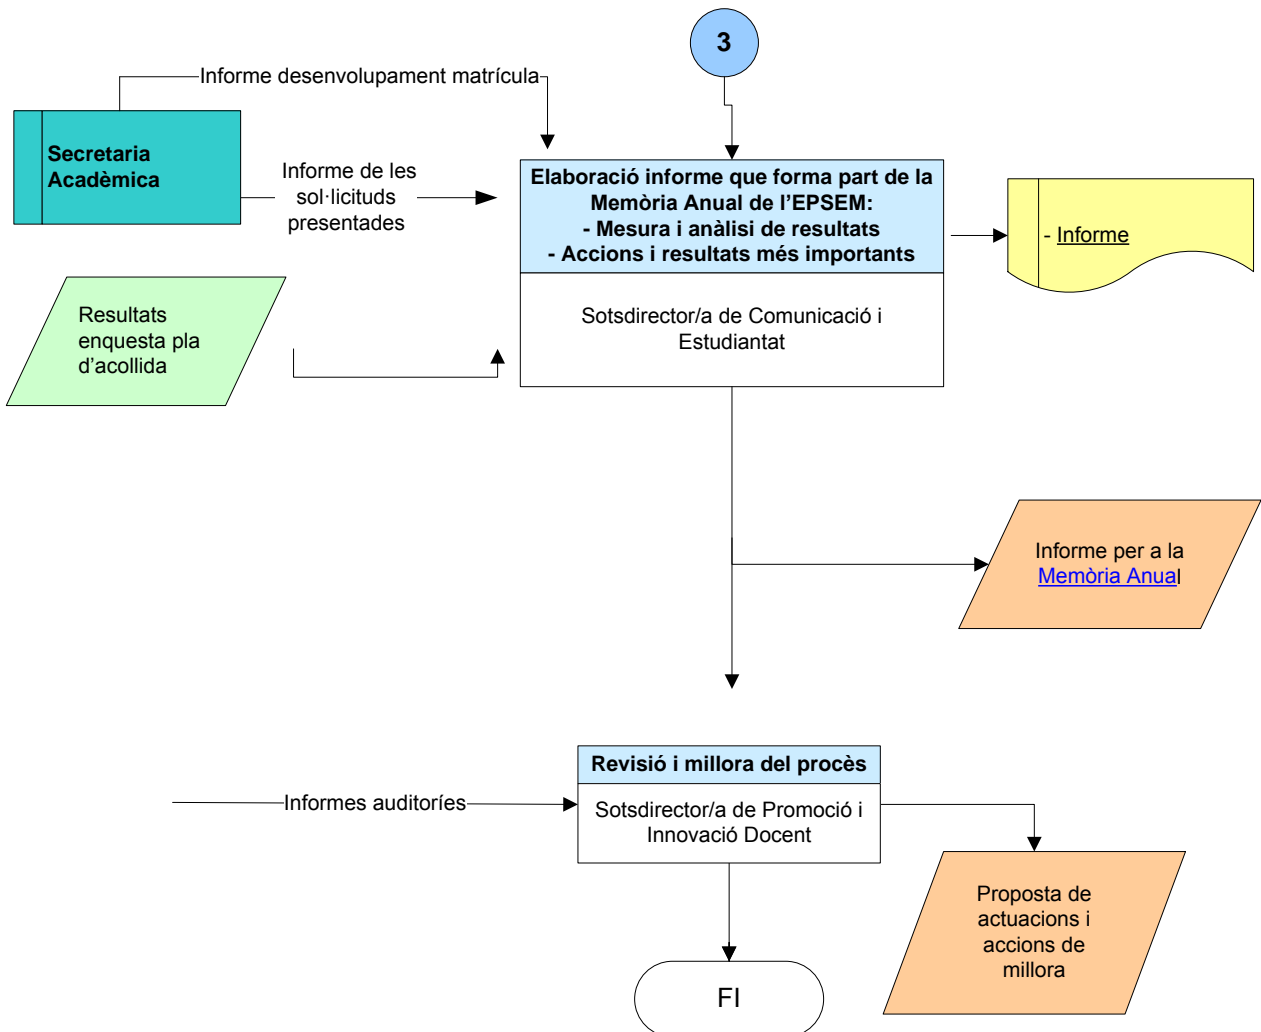 3
Informe desenvolupament matrícula
Secretaria
Acadèmica
Informe de les
sol·licituds
presentades
Elaboració informe que forma part de la
Memòria Anual de l’EPSEM:
- Mesura i anàlisi de resultats
- Accions i resultats més importants
Sotsdirector/a de Comunicació i
Estudiantat
- Informe
Resultats
enquesta pla
d’acollida
Informe per a la
Memòria Anual
Revisió i millora del procès
Sotsdirector/a de Promoció i
Innovació Docent
Informes auditoríes
Proposta de
actuacions i
accions de
millora
FI